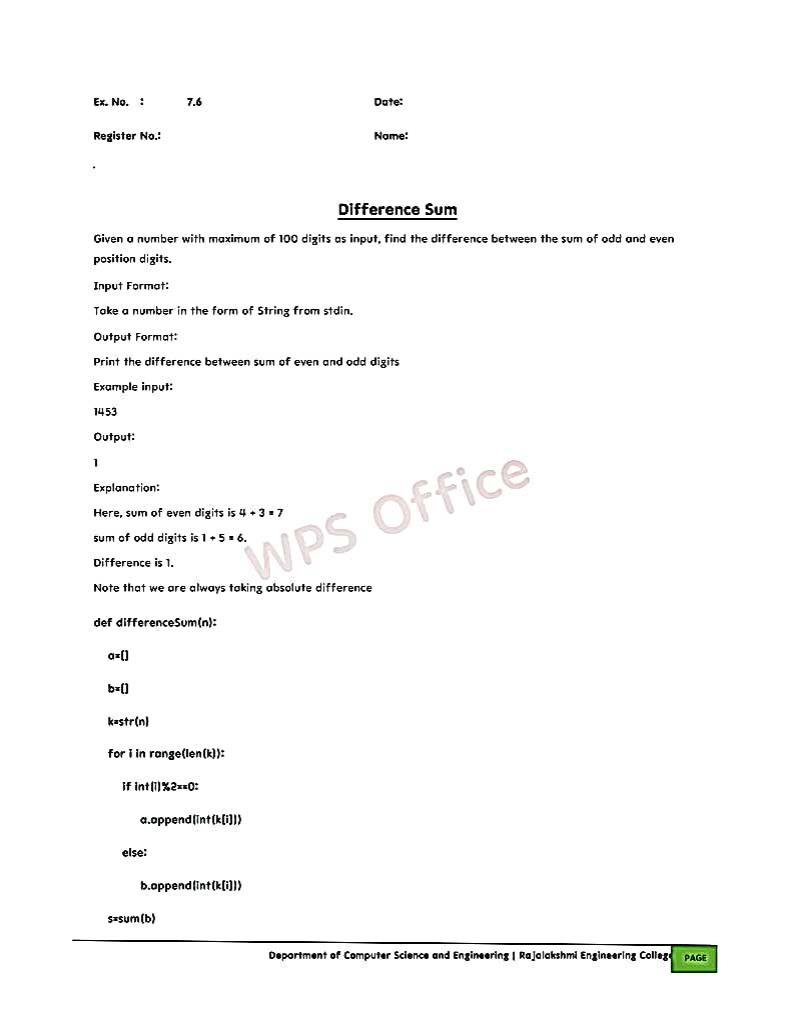 Ex. No. : 7.6 Date:
Register No.: Name:
.
Difference Sum
Given a number with maximum of 100 digits as input, find the difference between the sum of odd and even
position digits.
Input Format:
Take a number in the form of String from stdin.
Output Format:
Print the difference between sum of even and odd digits
Example input:
1453
Output:
1
Explanation:
Here, sum of even digits is 4 + 3 = 7
sum of odd digits is 1 + 5 = 6.
Difference is 1.
Note that we are always taking absolute difference
WPS Office
def differenceSum(n):
a=[]
b=[]
k=str(n)
for i in range(len(k)):
if int(i)%2==0:
a.append(int(k[i]))
else:
b.append(int(k[i]))
s=sum(b)
Department of Computer Science and Engineering | Rajalakshmi Engineering College PAGE